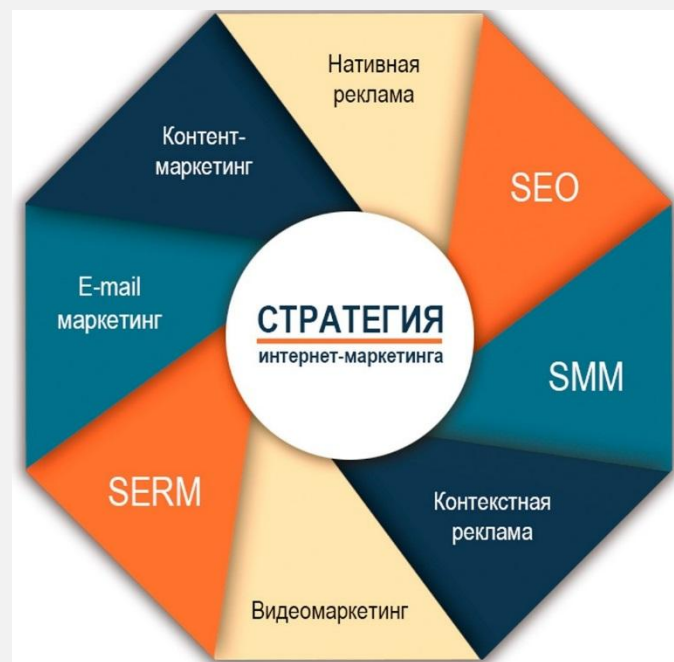 Нативная
реклама
SEO
SMM
Контекстная
реклама
Видеомаркетинг
SERM
E-mail
маркетинг
Контент-
маркетинг
СТРАТЕГИЯ
интернет-маркетинга